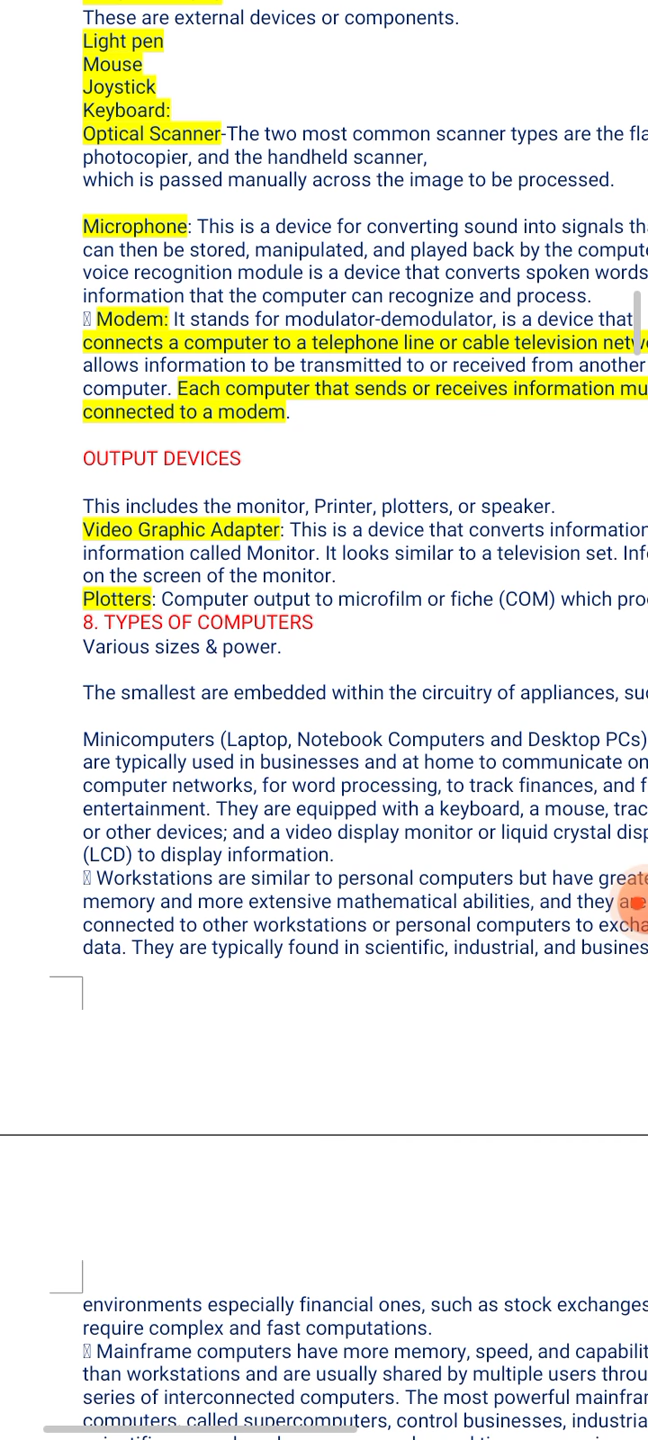 These are external devices or components.
Light pen
Mouse
Joystick
Keyboard:
Optical Scanner-The two most common scanner types are the fla
photocopier, and the handheld scanner,
which is passed manually across the image to be processed.
Microphone: This is a device for converting sound into signals th
can then be stored, manipulated, and played back by the compute
voice recognition module is a device that converts spoken words
information that the computer can recognize and process.
Modem: It stands for modulator-demodulator, is a device that
connects a computer to a telephone line or cable television netw
allows information to be transmitted to or received from another
computer. Each computer that sends or receives information mu
connected to a modem.
OUTPUT DEVICES
This includes the monitor, Printer, plotters, or speaker.
Video Graphic Adapter: This is a device that converts information
information called Monitor. It looks similar to a television set. Inf
on the screen of the monitor.
Plotters: Computer output to microfilm or fiche (COM) which pro
8. TYPES OF COMPUTERS
Various sizes & power.
The smallest are embedded within the circuitry of appliances, su
Minicomputers (Laptop, Notebook Computers and Desktop PCs)
are typically used in businesses and at home to communicate on
computer networks, for word processing, to track finances, and f
entertainment. They are equipped with a keyboard, a mouse, trac
or other devices; and a video display monitor or liquid crystal disp
(LCD) to display information.
Workstations are similar to personal computers but have greate
memory and more extensive mathematical abilities, and they are
connected to other workstations or personal computers to excha
data. They are typically found in scientific, industrial, and busines
environments especially financial ones, such as stock exchanges
require complex and fast computations.
Mainframe computers have more memory, speed, and capabilit
than workstations and are usually shared by multiple users throu
series of interconnected computers. The most powerful mainfra
computers, called supercomputers, control businesses, industria